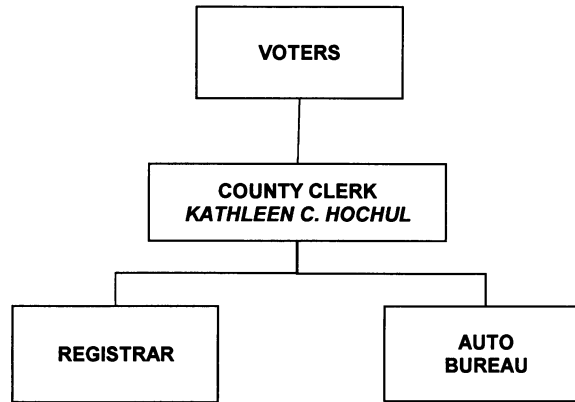 VOTERS
COUNTY CLERK
KATHLEEN C. HOCHUL
REGISTRAR
AUTO
BUREAU